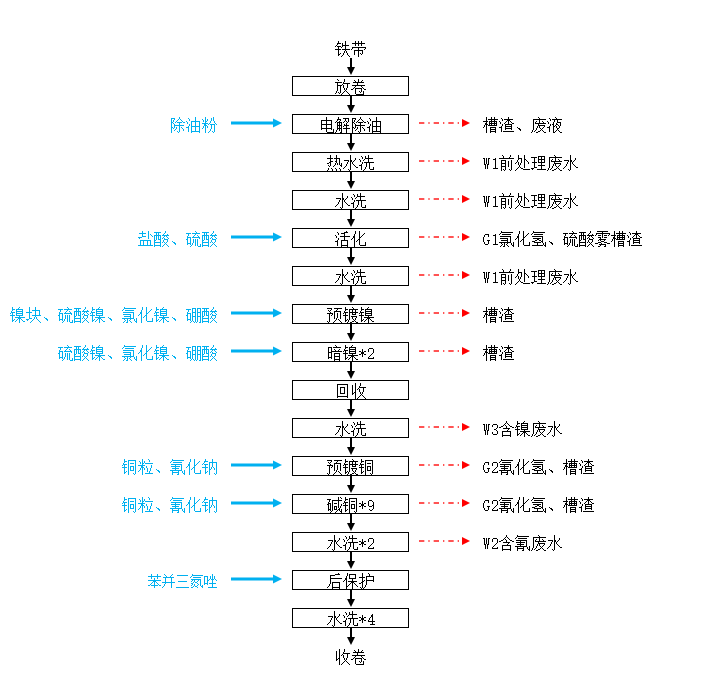 铁带
放卷
除油粉 电解除油 槽渣、废液
热水洗 W1前处理废水
水洗 W1前处理废水
盐酸、硫酸 活化 G1氯化氢、硫酸雾槽渣
水洗 W1前处理废水
镍块、硫酸镍、氯化镍、硼酸 预镀镍 槽渣
硫酸镍、氯化镍、硼酸 暗镍*2 槽渣
回收
水洗 W3含镍废水
铜粒、氰化钠 预镀铜 G2氰化氢、槽渣
铜粒、氰化钠 碱铜*9 G2氰化氢、槽渣
水洗*2 W2含氰废水
苯并三氮唑 后保护
水洗*4
收卷